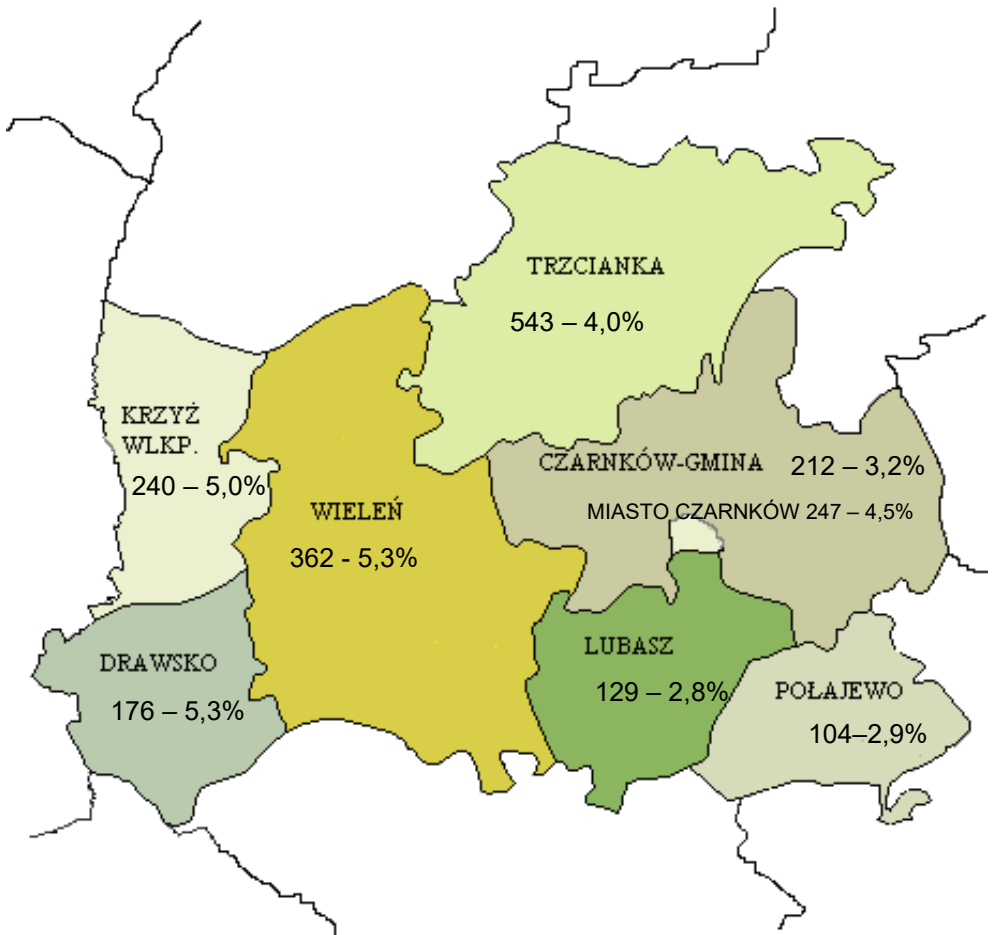 TRZCIANKA
543 – 4,0%
KRZYŻ
WLKP.
240 – 5,0%
WIELEŃ
362 - 5,3%
CZARNKÓW-GMINA 212 – 3,2%
MIASTO CZARNKÓW 247 – 4,5%
DRAWSKO
176 – 5,3%
LUBASZ
129 – 2,8%
POŁAJEWO
104–2,9%